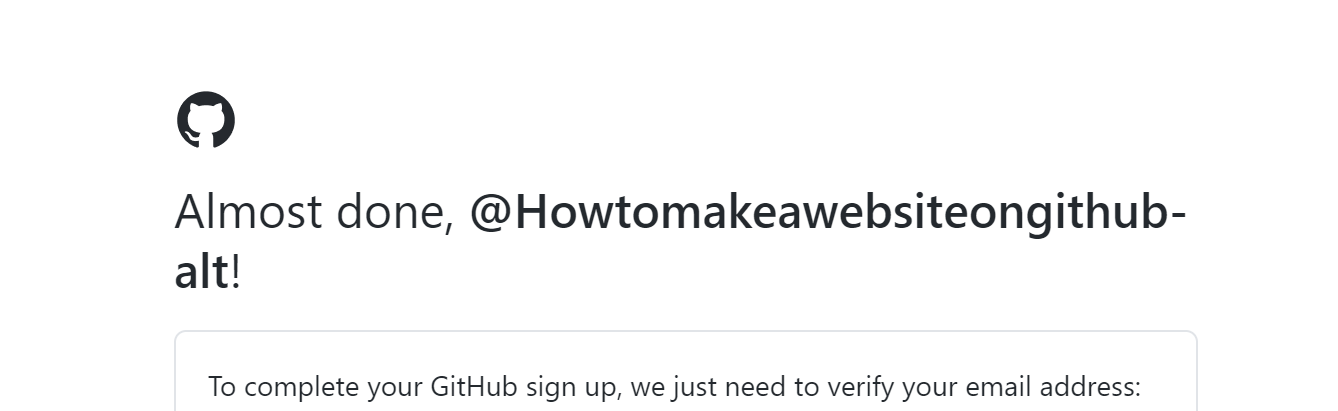 Almost done, @Howtomakeawebsiteongithub-
alt!
To complete your GitHub sign up, we just need to verify your email address: